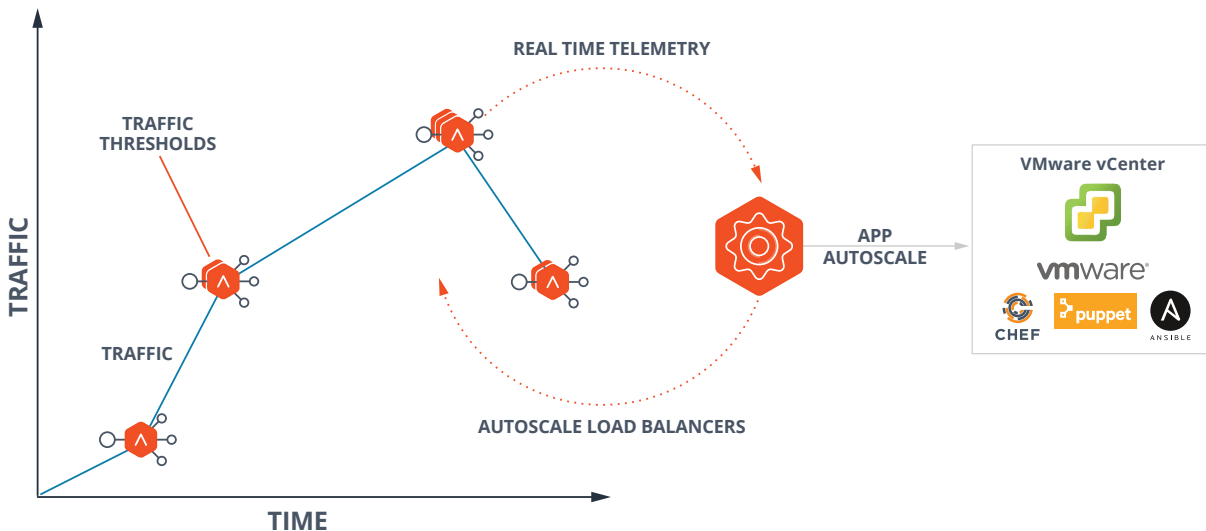 REAL TIME TELEMETRY
TRAFFIC
THRESHOLDS
VMware vCenter
TRAFFIC
APP
AUTOSCALE
vmware®
CHEF
puppet
ANSIBLE
TRAFFIC
AUTOSCALE LOAD BALANCERS
TIME